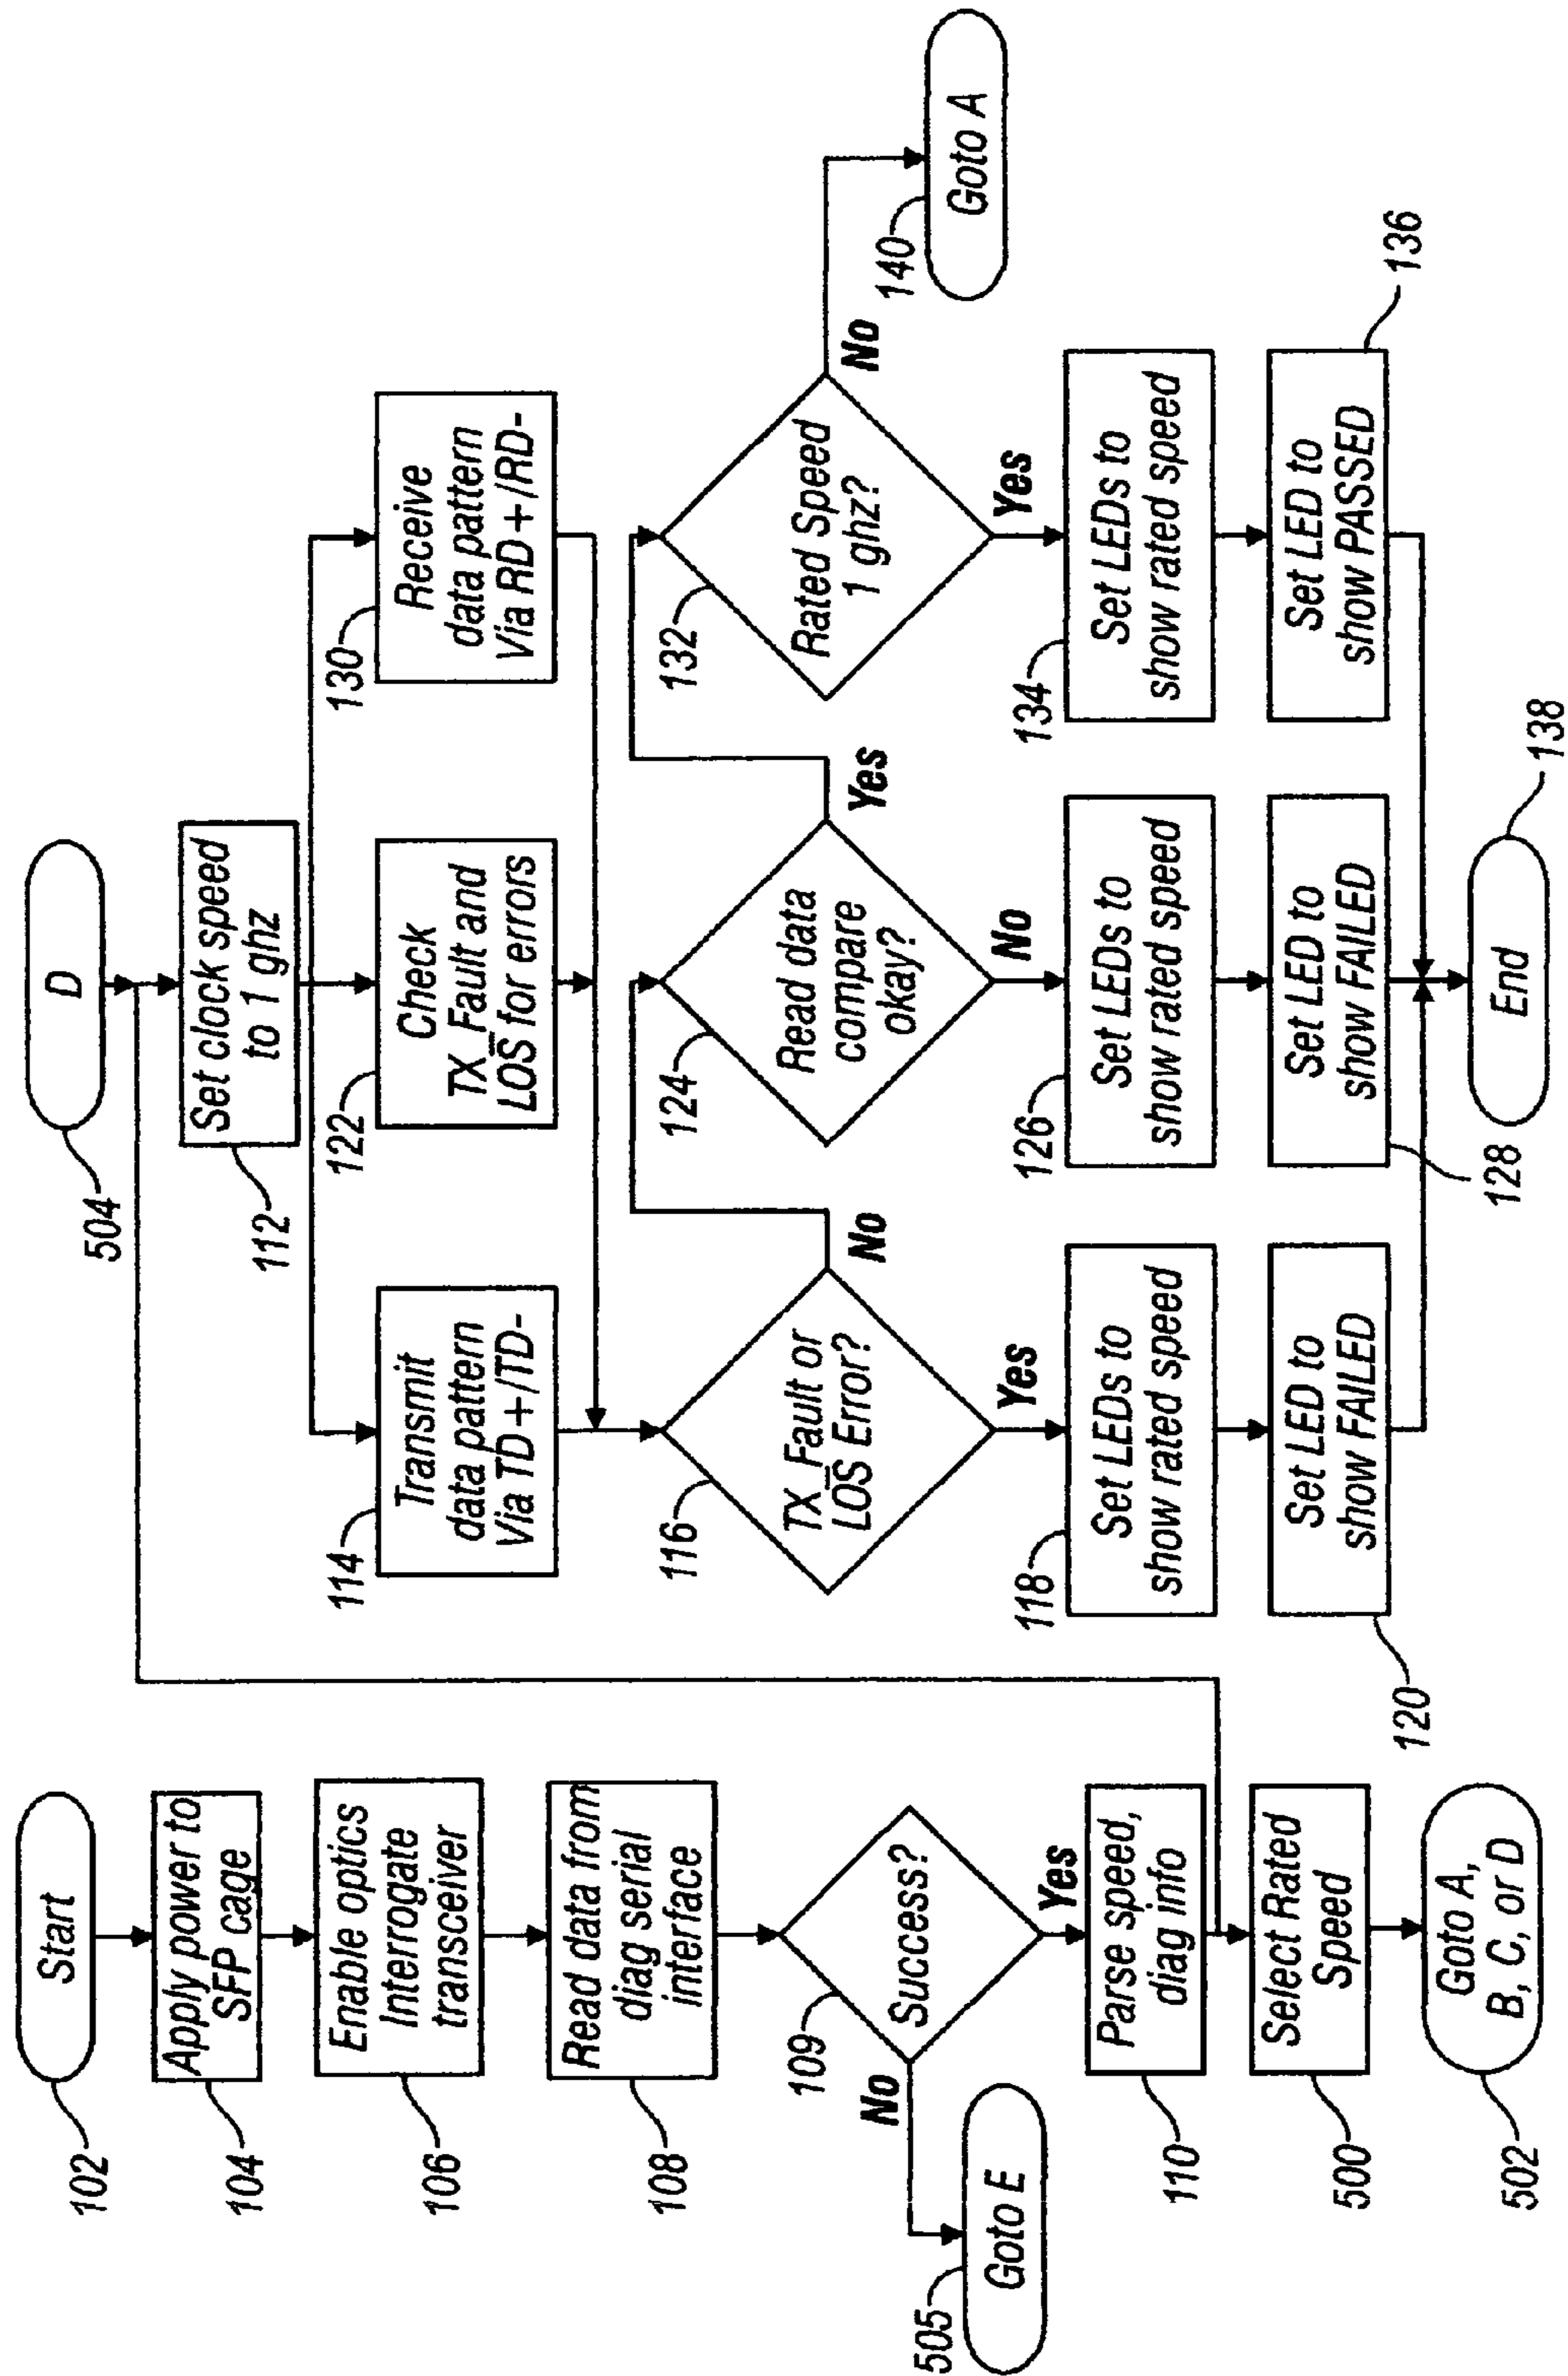 Start
102
Apply power to
SFP cage
104
Enable optics
Interrogate
transceiver
106
Read data from
diag serial
interface
108
Success?
109
No
Yes
505
Goto E
Parse speed,
diag info
110
Select Rated
Speed
500
Goto A,
B, C, or D
502
D
504
Set clock speed
to 1 ghz
112
114
Transmit
data pattern
Via TD+/TD-
122
Check
TX_Fault and
LOS for errors
130
Receive
data pattern
Via RD+/RD-
116
TX_Fault or
LOS Error?
No
Yes
124
Read data
compare
okay?
Yes
No
132
Rated Speed
1 ghz?
No
Yes
140
Goto A
118
Set LEDs to
show rated speed
126
Set LEDs to
show rated speed
134
Set LEDs to
show rated speed
Set LED to
show FAILED
120
Set LED to
show FAILED
128
Set LED to
show PASSED
136
End
138